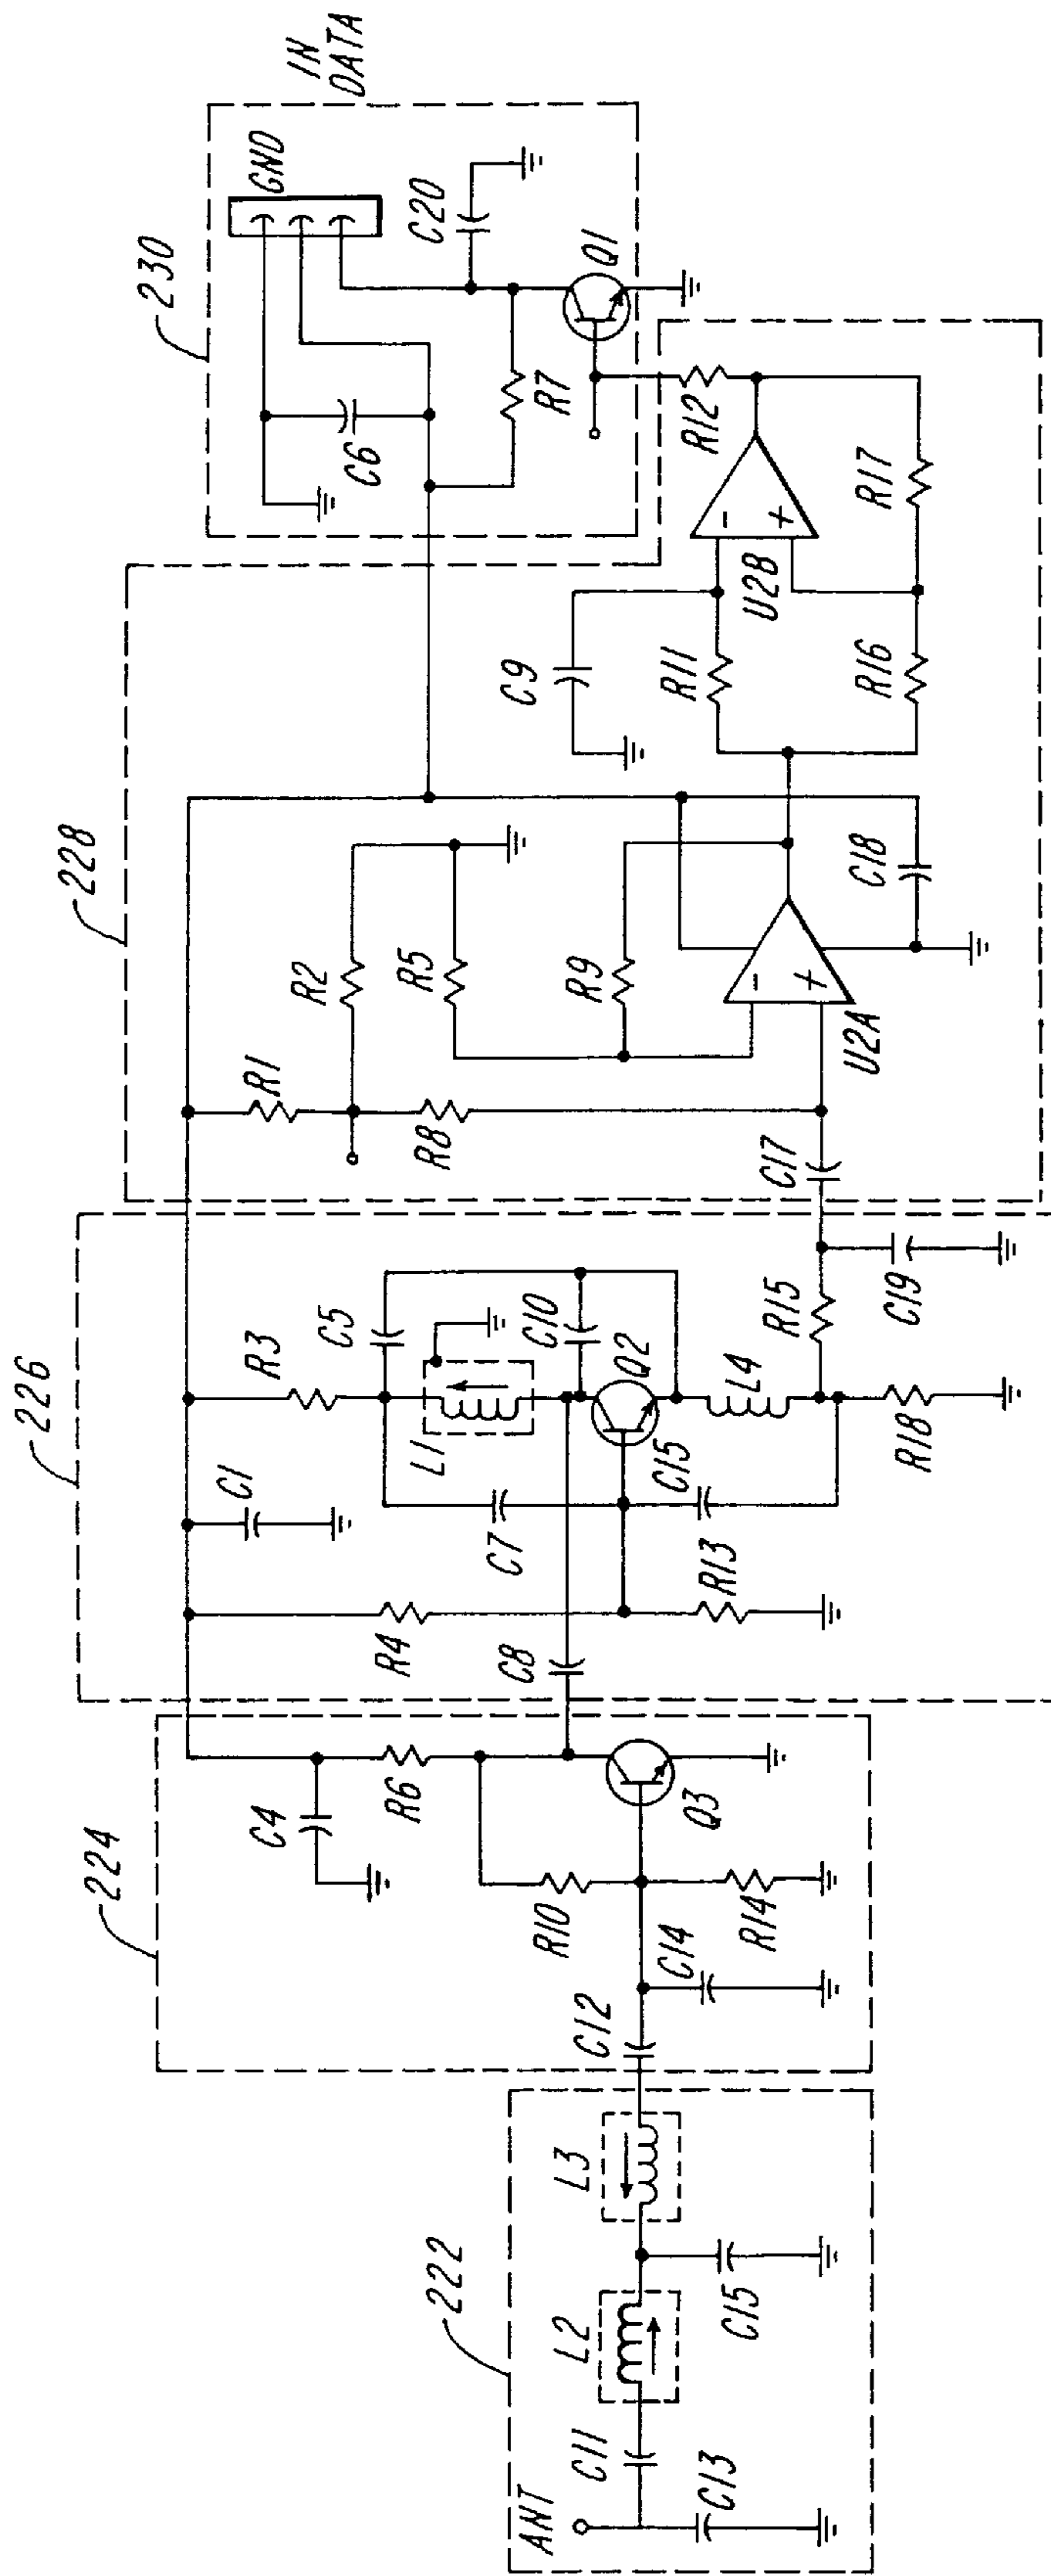 222
ANT
C11
C13
L2
C15
L3
224
C12
C14
C4
R6
R10
R14
Q3
226
C8
R4
R13
C1
C7
R3
L1
C5
C10
Q2
C15
L4
R15
R18
C19
228
C17
R1
R2
R8
R5
R9
-
+
U2A
C18
C9
R11
R16
-
+
U2B
R17
R12
230
GND
C6
R7
C20
Q1
IN
DATA